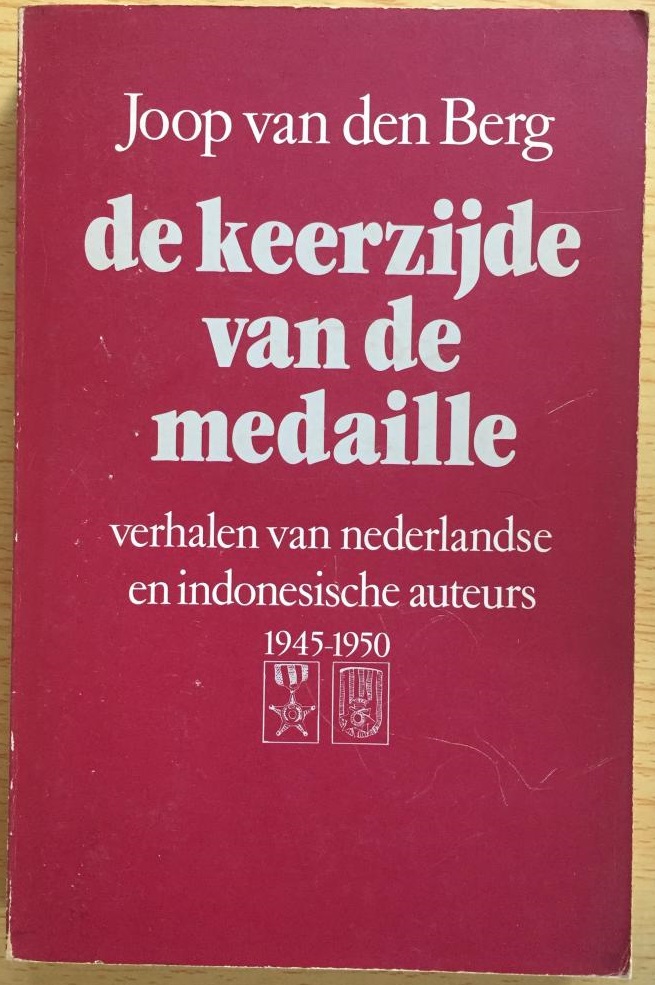 Joop van den Berg
de keerzijde
van de
medaille
verhalen van nederlandse
en indonesische auteurs
1945-1950